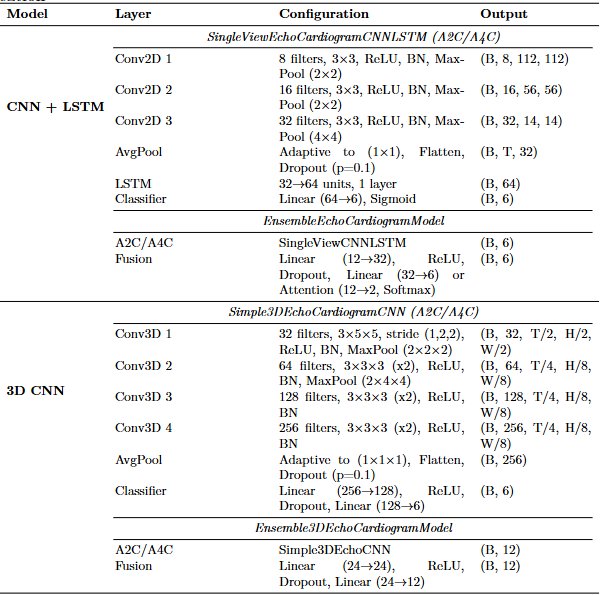 Model Layer Configuration Output
SingleViewEchoCardiogramCNNLSTM (A2C/A4C)
CNN + LSTM
Conv2D 1 8 filters, 3×3, ReLU, BN, Max- (B, 8, 112, 112)
Pool (2×2)
Conv2D 2 16 filters, 3×3, ReLU, BN, Max- (B, 16, 56, 56)
Pool (2×2)
Conv2D 3 32 filters, 3×3, ReLU, BN, Max- (B, 32, 14, 14)
Pool (4×4)
AvgPool Adaptive to (1×1), Flatten, (B, T, 32)
Dropout (p=0.1)
LSTM 32→64 units, 1 layer (B, 64)
Classifier Linear (64→6), Sigmoid (B, 6)
EnsembleEchoCardiogramModel
A2C/A4C SingleViewCNNLSTM (B, 6)
Fusion Linear (12→32), ReLU, (B, 6)
Dropout, Linear (32→6) or
Attention (12→2, Softmax)
Simple3DEchoCardiogramCNN (A2C/A4C)
3D CNN
Conv3D 1 32 filters, 3×5×5, stride (1,2,2), (B, 32, T/2, H/2,
ReLU, BN, MaxPool (2×2×2) W/2)
Conv3D 2 64 filters, 3×3×3 (x2), ReLU, (B, 64, T/4, H/8,
BN, MaxPool (2×4×4) W/8)
Conv3D 3 128 filters, 3×3×3 (x2), ReLU, (B, 128, T/4, H/8,
BN W/8)
Conv3D 4 256 filters, 3×3×3 (x2), ReLU, (B, 256, T/4, H/8,
BN W/8)
AvgPool Adaptive to (1×1×1), Flatten, (B, 256)
Dropout (p=0.1)
Classifier Linear (256→128), ReLU, (B, 6)
Dropout, Linear (128→6)
Ensemble3DEchoCardiogramModel
A2C/A4C Simple3DEchoCNN (B, 12)
Fusion Linear (24→24), ReLU, (B, 12)
Dropout, Linear (24→12)